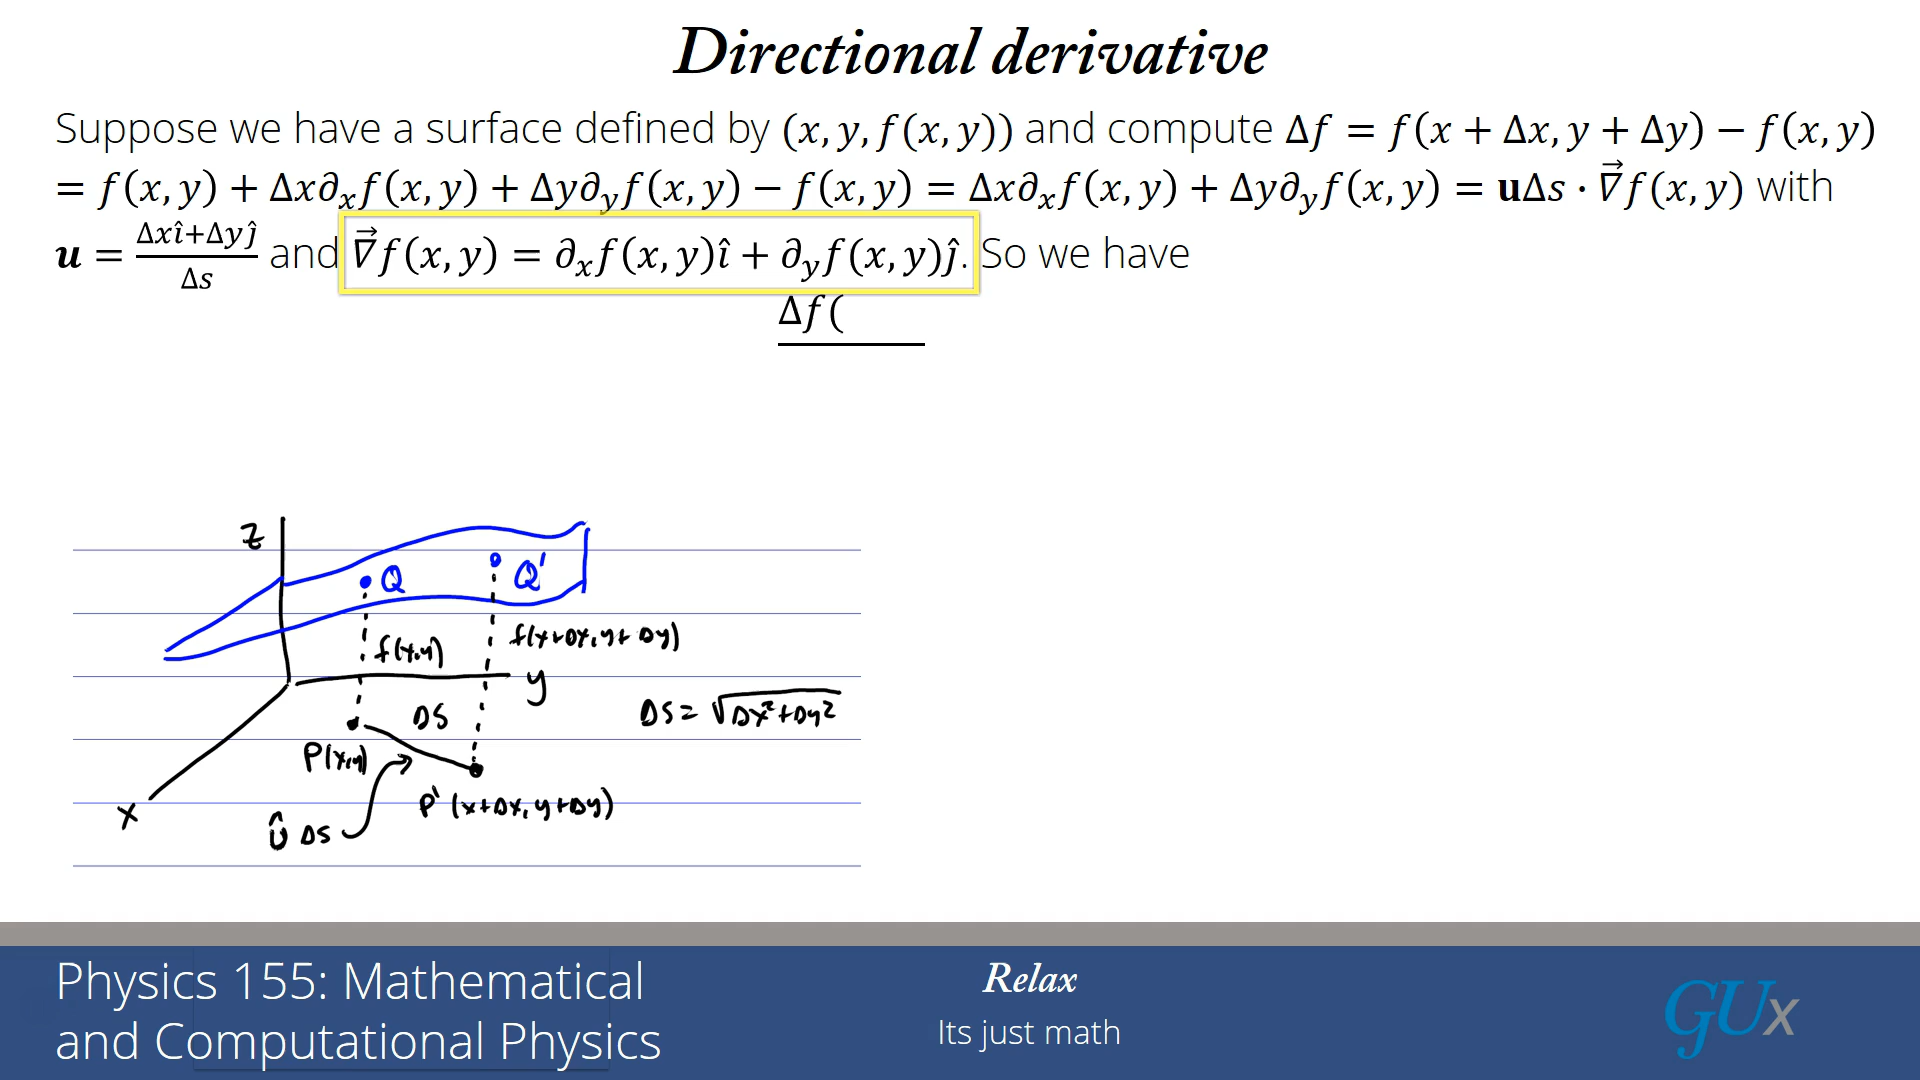 Directional derivative
Suppose we have a surface defined by (x, y, f(x, y)) and compute Δf = f(x + Δx, y + Δy) − f(x, y)
= f(x, y) + Δx∂ₓf(x, y) + Δy∂ᵧf(x, y) − f(x, y) = Δx∂ₓf(x, y) + Δy∂ᵧf(x, y) = uΔs · ∇⃗f(x, y) with
u = (Δxî+Δyĵ)/Δs and ∇⃗f(x, y) = ∂ₓf(x, y)î + ∂ᵧf(x, y)ĵ. So we have
Δf(
z
Q
Q'
f(x,y)
f(x+Δx, y+Δy)
y
Δs
Δs = √Δx²+Δy²
P(x,y)
P'(x+Δx, y+Δy)
x
û Δs
Physics 155: Mathematical
and Computational Physics
Relax
Its just math
GUx